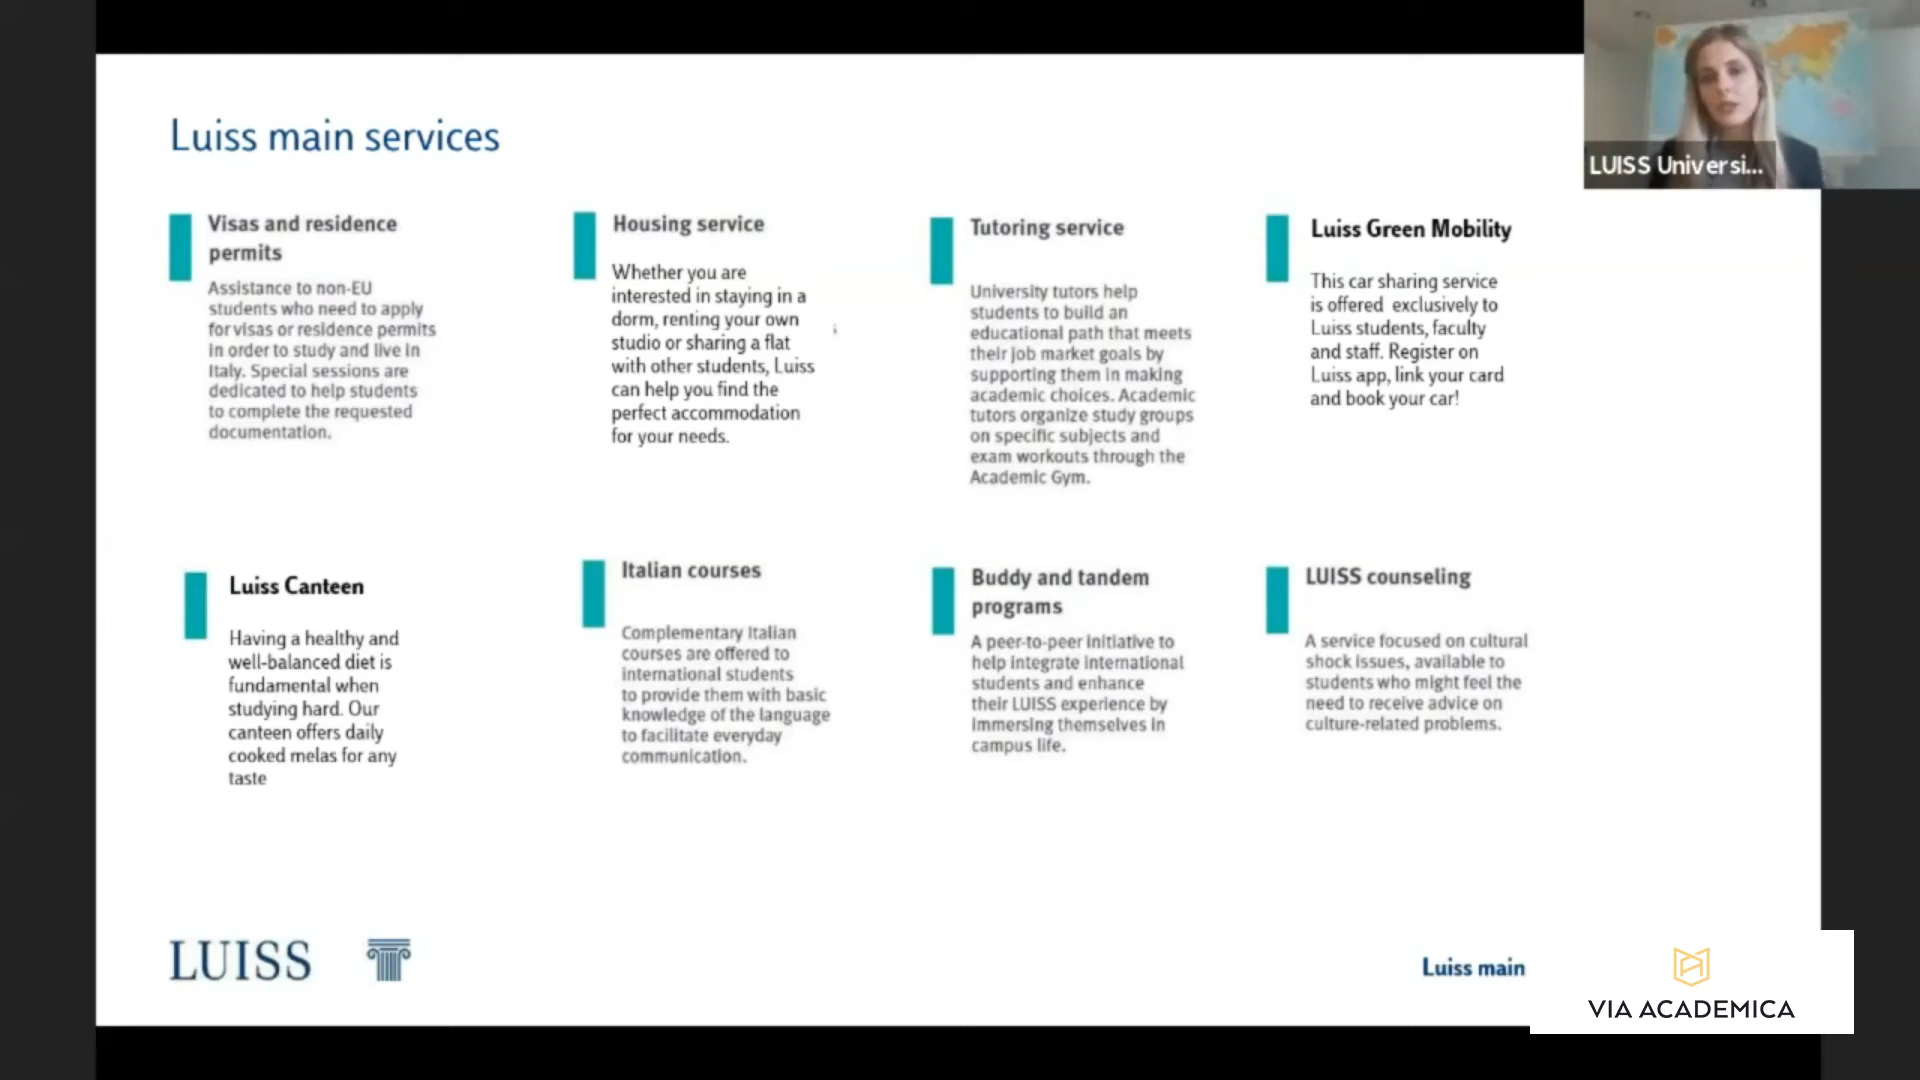 Luiss main services
LUISS Universi...
Visas and residence
permits
Assistance to non-EU
students who need to apply
for visas or residence permits
in order to study and live in
Italy. Special sessions are
dedicated to help students
to complete the requested
documentation.
Housing service
Whether you are
interested in staying in a
dorm, renting your own
studio or sharing a flat
with other students, Luiss
can help you find the
perfect accommodation
for your needs.
Tutoring service
University tutors help
students to build an
educational path that meets
their job market goals by
supporting them in making
academic choices. Academic
tutors organize study groups
on specific subjects and
exam workouts through the
Academic Gym.
Luiss Green Mobility
This car sharing service
is offered exclusively to
Luiss students, faculty
and staff. Register on
Luiss app, link your card
and book your car!
Luiss Canteen
Having a healthy and
well-balanced diet is
fundamental when
studying hard. Our
canteen offers daily
cooked melas for any
taste
Italian courses
Complementary Italian
courses are offered to
international students
to provide them with basic
knowledge of the language
to facilitate everyday
communication.
Buddy and tandem
programs
A peer-to-peer initiative to
help integrate international
students and enhance
their LUISS experience by
immersing themselves in
campus life.
LUISS counseling
A service focused on cultural
shock issues, available to
students who might feel the
need to receive advice on
culture-related problems.
LUISS
Luiss main
VIA ACADEMICA